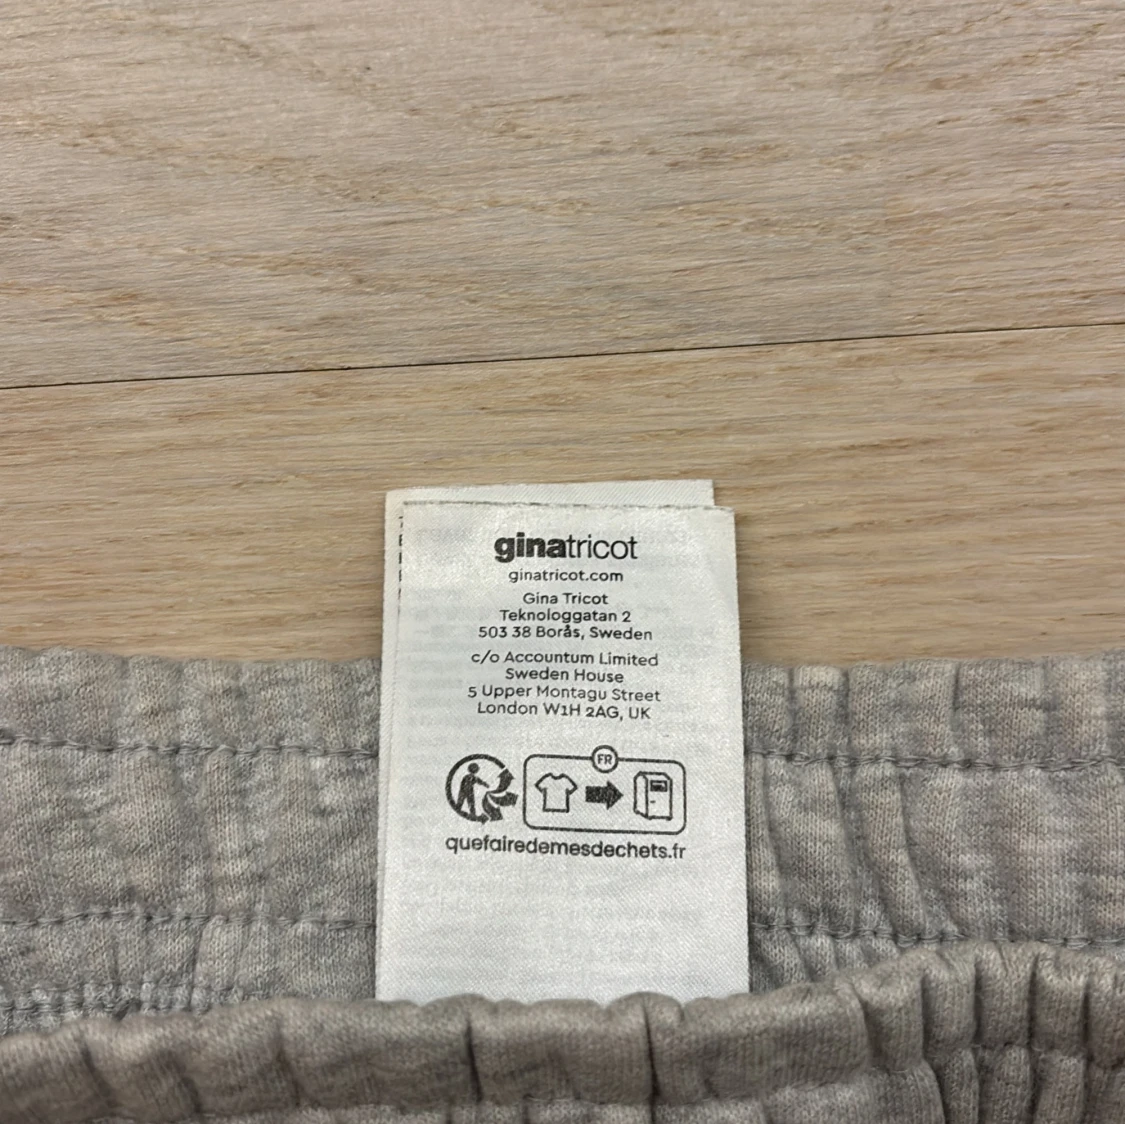 ginatricot
ginatricot.com
Gina Tricot
Teknologgatan 2
503 38 Borås, Sweden
c/o Accountum Limited
Sweden House
5 Upper Montagu Street
London W1H 2AG, UK
FR
quefairedemesdechets.fr